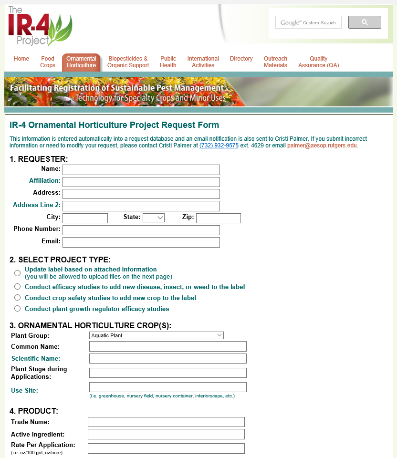 The
IR-4
Project
Google Custom Search
Home
Food
Crops
Ornamental
Horticulture
Biopesticides &
Organic Support
Public
Health
International
Activities
Directory
Outreach
Materials
Quality
Assurance (QA)
Facilitating Registration of Sustainable Pest Management
Technology for Specialty Crops and Minor Uses
IR-4 Ornamental Horticulture Project Request Form
This information is entered automatically into a request database and an email notification is also sent to Cristi Palmer. If you submit incorrect
information or need to modify your request, please contact Cristi Palmer at (732) 932-9575 ext. 4629 or email palmer@aesop.rutgers.edu.
1. REQUESTER:
Name:
Affiliation:
Address:
Address Line 2:
City: State: Zip:
Phone Number:
Email:
2. SELECT PROJECT TYPE:
Update label based on attached information
(you will be allowed to upload files on the next page)
Conduct efficacy studies to add new disease, insect, or weed to the label
Conduct crop safety studies to add new crop to the label
Conduct plant growth regulator efficacy studies
3. ORNAMENTAL HORTICULTURE CROP(S):
Plant Group: Aquatic Plant
Common Name:
Scientific Name:
Plant Stage during
Applications:
Use Site:
(i.e. greenhouse, nursery field, nursery container, interiorscape, etc.)
4. PRODUCT:
Trade Name:
Active Ingredient:
Rate Per Application: